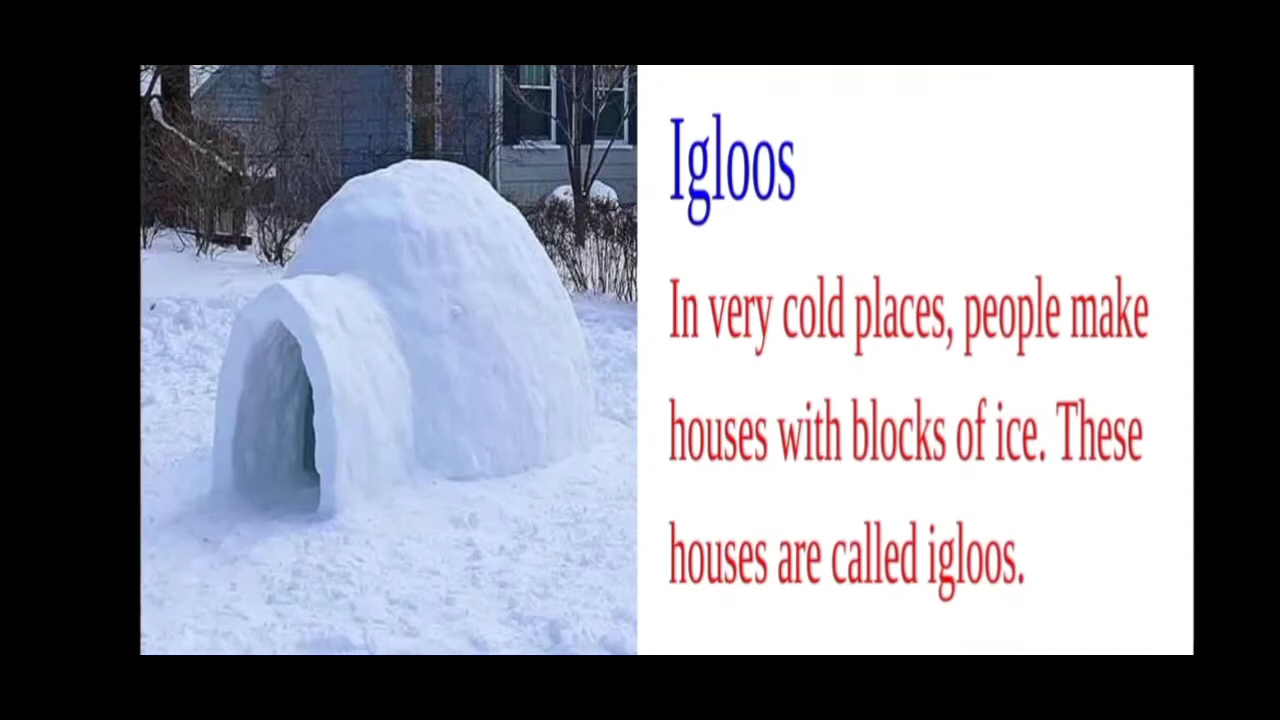 Igloos
In very cold places, people make
houses with blocks of ice. These
houses are called igloos.